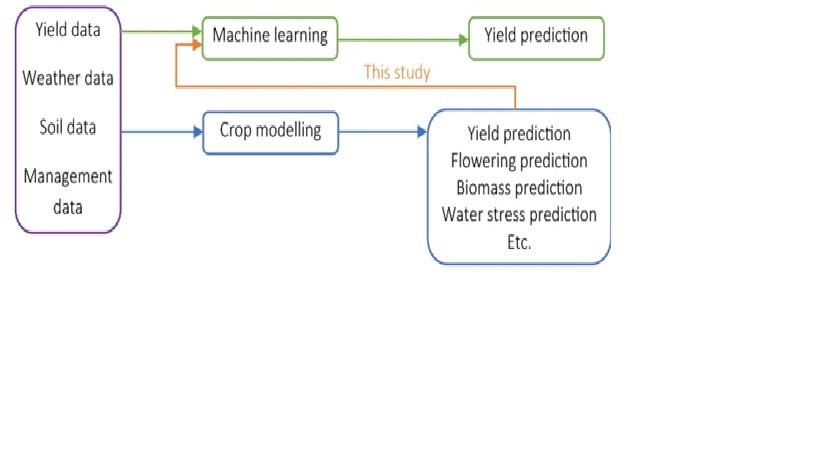 Yield data
Weather data
Soil data
Management
data
Machine learning
Yield prediction
This study
Crop modelling
Yield prediction
Flowering prediction
Biomass prediction
Water stress prediction
Etc.